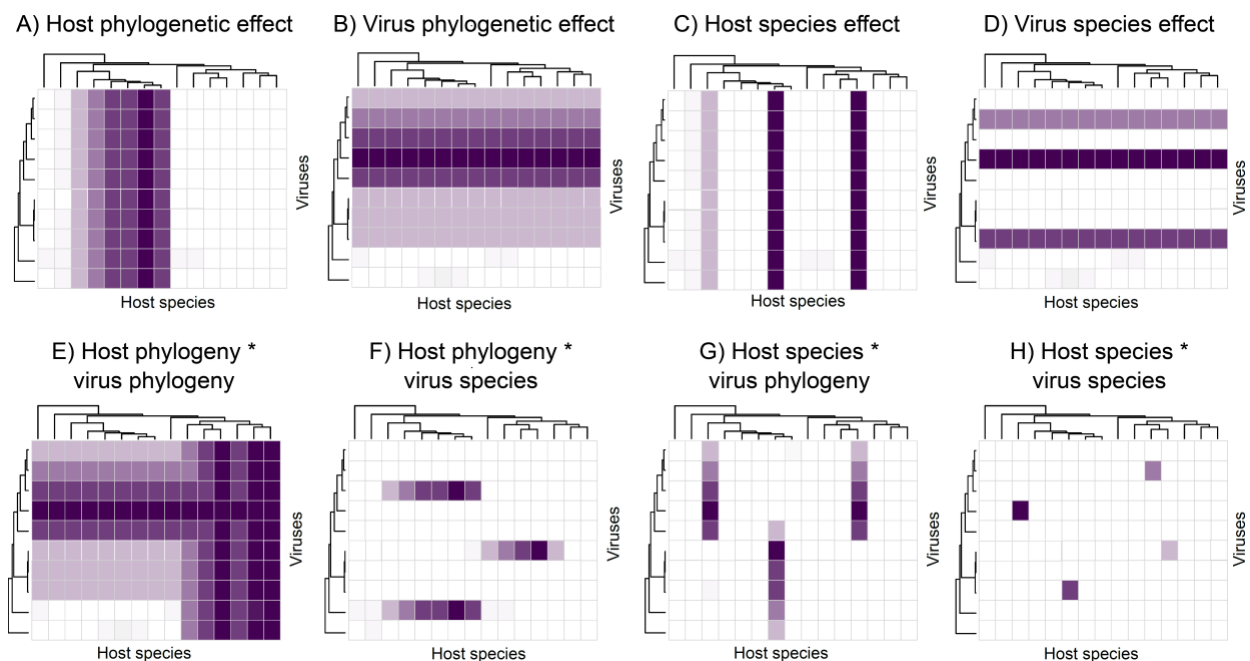 A) Host phylogenetic effect
B) Virus phylogenetic effect
C) Host species effect
D) Virus species effect
Viruses
Viruses
Viruses
Viruses
Host species
Host species
Host species
Host species
E) Host phylogeny *
virus phylogeny
F) Host phylogeny *
virus species
G) Host species *
virus phylogeny
H) Host species *
virus species
Viruses
Viruses
Viruses
Viruses
Host species
Host species
Host species
Host species